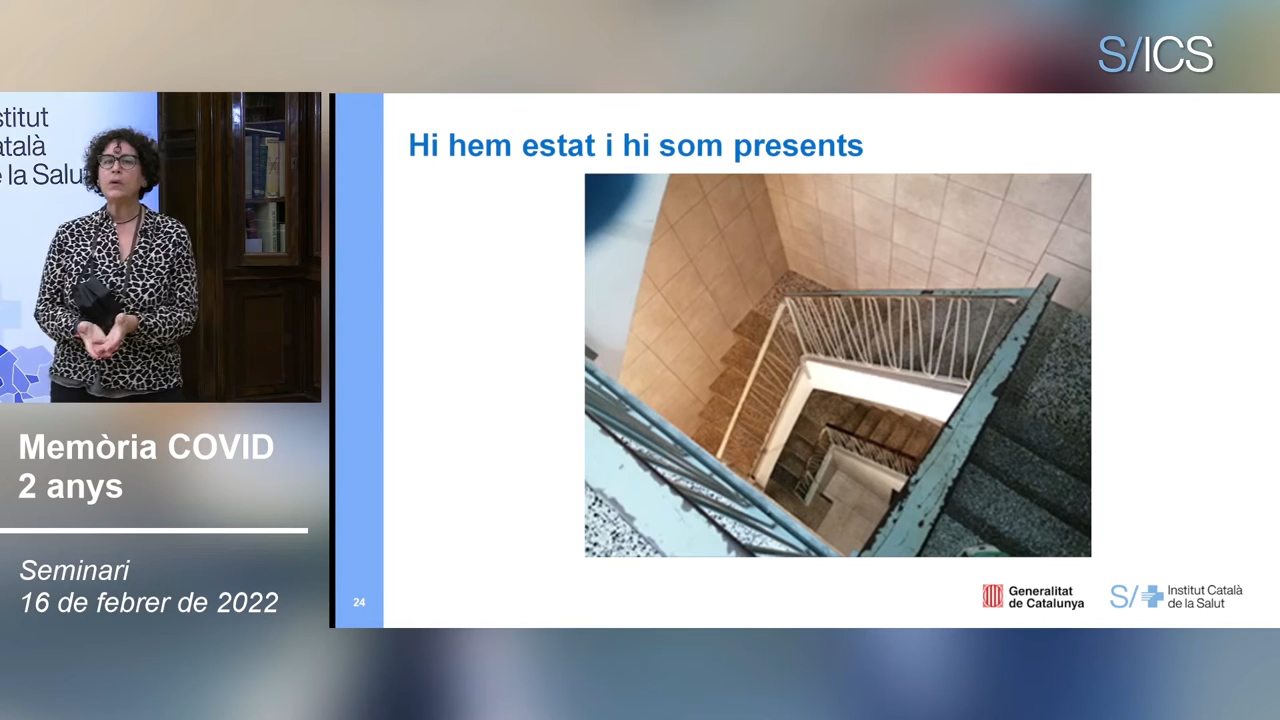 S/ICS
stitut
atalà
e la Salu
Hi hem estat i hi som presents
Memòria COVID
2 anys
Seminari
16 de febrer de 2022
24
Generalitat
de Catalunya
S/
Institut Català
de la Salut